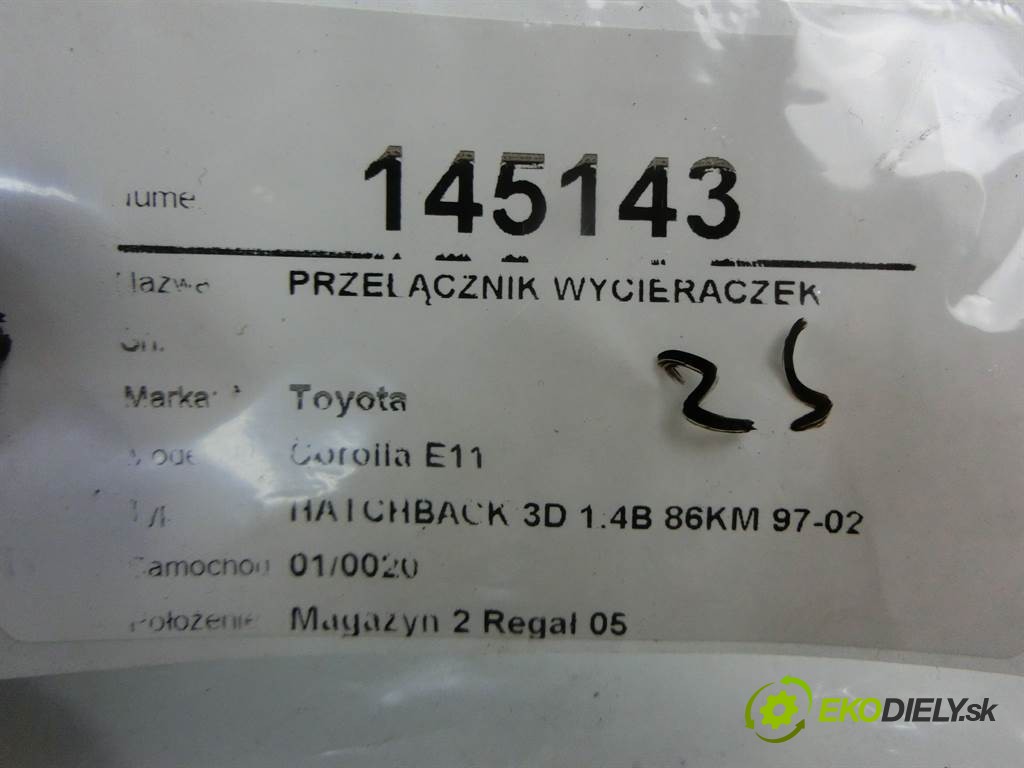 145143
PRZEŁĄCZNIK WYCIERACZEK
25
Marka: Toyota
Corolla E11
HATCHBACK 3D 1.4B 86KM 97-02
Samochód 01/0020
Położenie Magazyn 2 Regał 05
EKODIELY.sk